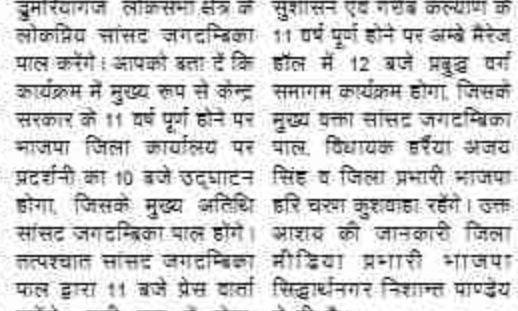 डुमरियागंज लोकसभा क्षेत्र के
लोकप्रिय सांसद जगदम्बिका
पाल करेंगे। आपको बता दें कि
कार्यक्रम में मुख्य रूप से केन्द्र
सरकार के 11 वर्ष पूर्ण होने पर
भाजपा जिला कार्यालय पर
प्रदर्शनी का 10 बजे उद्घाटन
होगा, जिसके मुख्य अतिथि
सांसद जगदम्बिका पाल होंगे।
तत्पश्चात सांसद जगदम्बिका
पाल द्वारा 11 बजे प्रेस वार्ता
सुशासन एवं गरीब कल्याण के
11 वर्ष पूर्ण होने पर अम्बे मैरेज
हॉल में 12 बजे प्रबुद्ध वर्ग
समागम कार्यक्रम होगा, जिसके
मुख्य वक्ता सांसद जगदम्बिका
पाल, विधायक हर्रैया अजय
सिंह व जिला प्रभारी भाजपा
हरि चरण कुशवाहा रहेंगे। उक्त
आशय की जानकारी जिला
मीडिया प्रभारी भाजपा
सिद्धार्थनगर निशान्त पाण्डेय